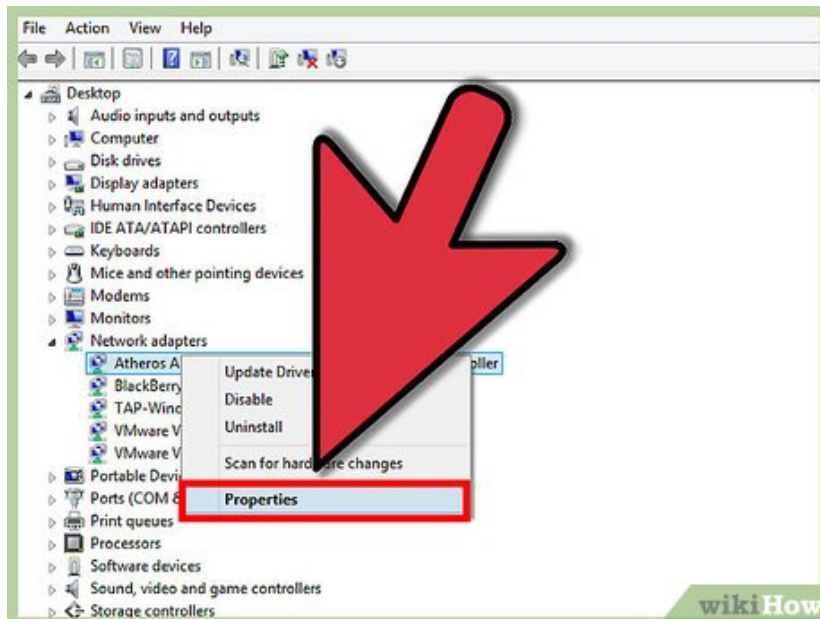 File Action View Help
Desktop
Audio inputs and outputs
Computer
Disk drives
Display adapters
Human Interface Devices
IDE ATA/ATAPI controllers
Keyboards
Mice and other pointing devices
Modems
Monitors
Network adapters
Atheros A
Update Drive
BlackBerry
Disable
TAP-Wind
Uninstall
VMware V
VMware V
Scan for hardware changes
Portable Devi
Properties
Ports (COM &
Print queues
Processors
Software devices
Sound, video and game controllers
Storage controllers
wikiHow